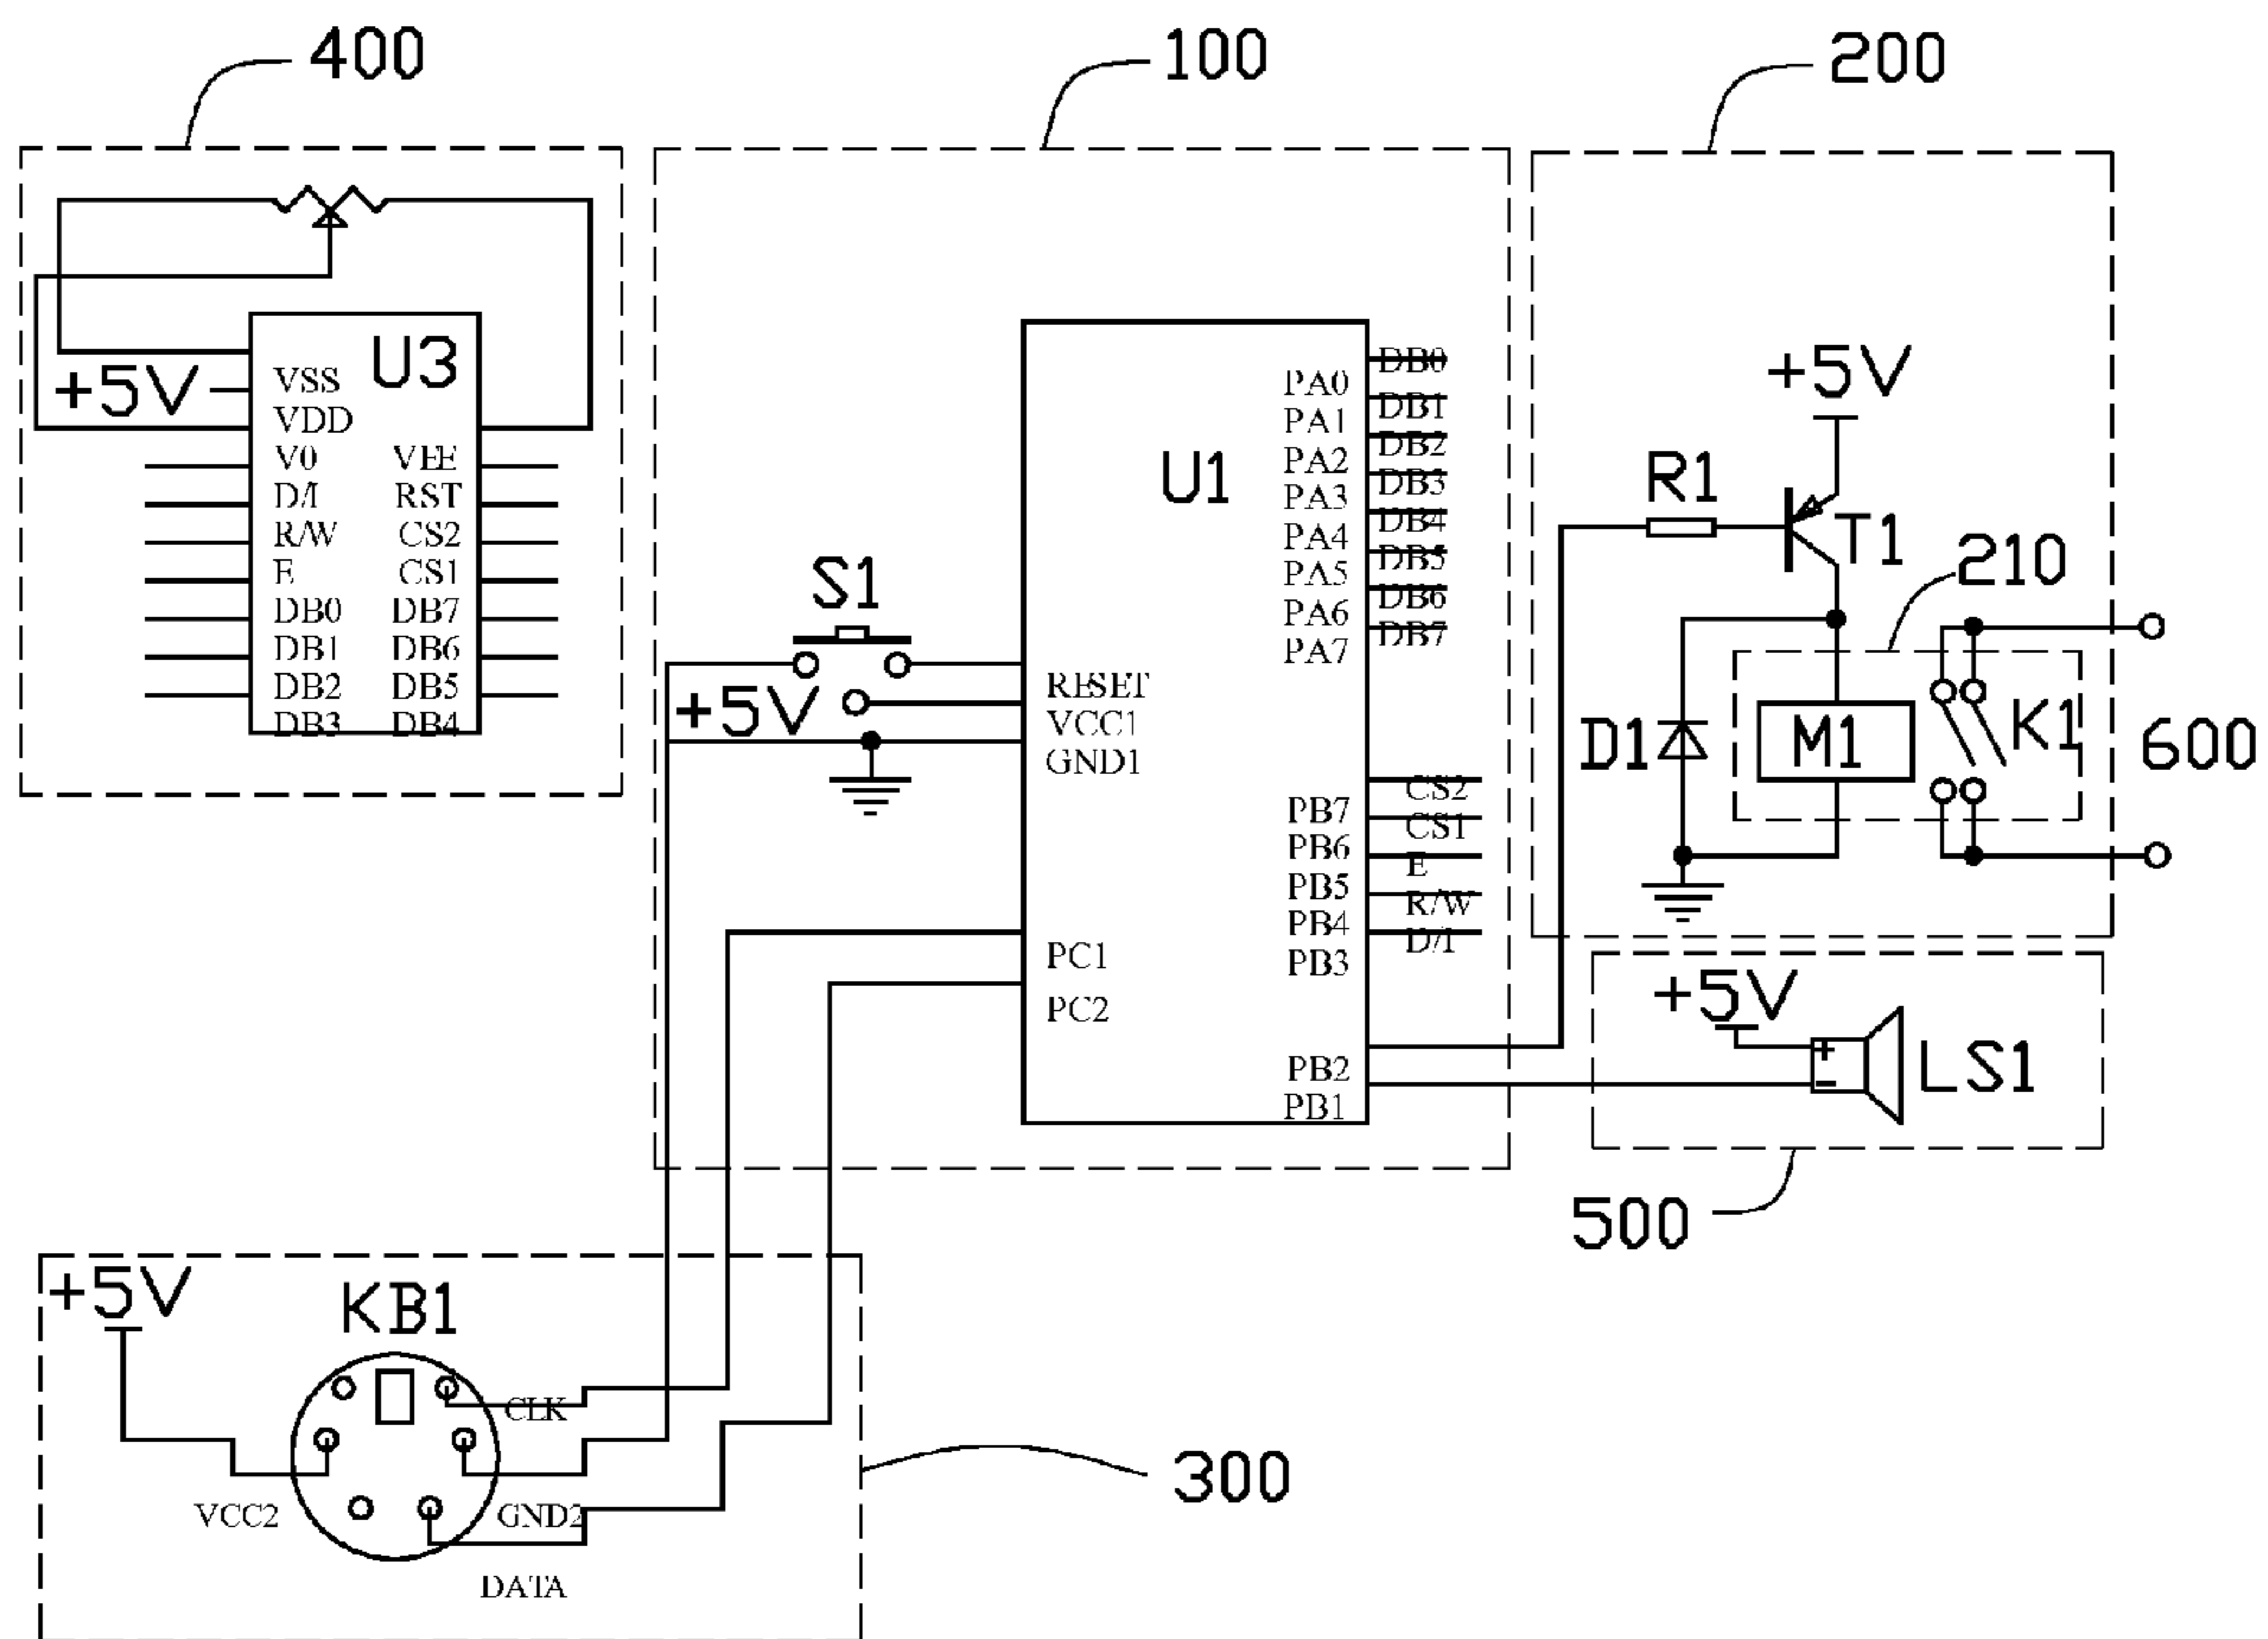 400
100
200
U3
+5V
VSS
VDD
V0 VEE
D/I RST
R/W CS2
E CS1
DB0 DB7
DB1 DB6
DB2 DB5
DB3 DB4
U1
S1
+5V
RESET
VCC1
GND1
PC1
PC2
PA0 DB0
PA1 DB1
PA2 DB2
PA3 DB3
PA4 DB4
PA5 DB5
PA6 DB6
PA7 DB7
PB7 CS2
PB6 CS1
PB5 E
PB4 R/W
PB3 D/I
PB2
PB1
+5V
R1
T1
210
D1
M1
K1
600
+5V
LS1
500
+5V
KB1
CLK
VCC2
GND2
DATA
300